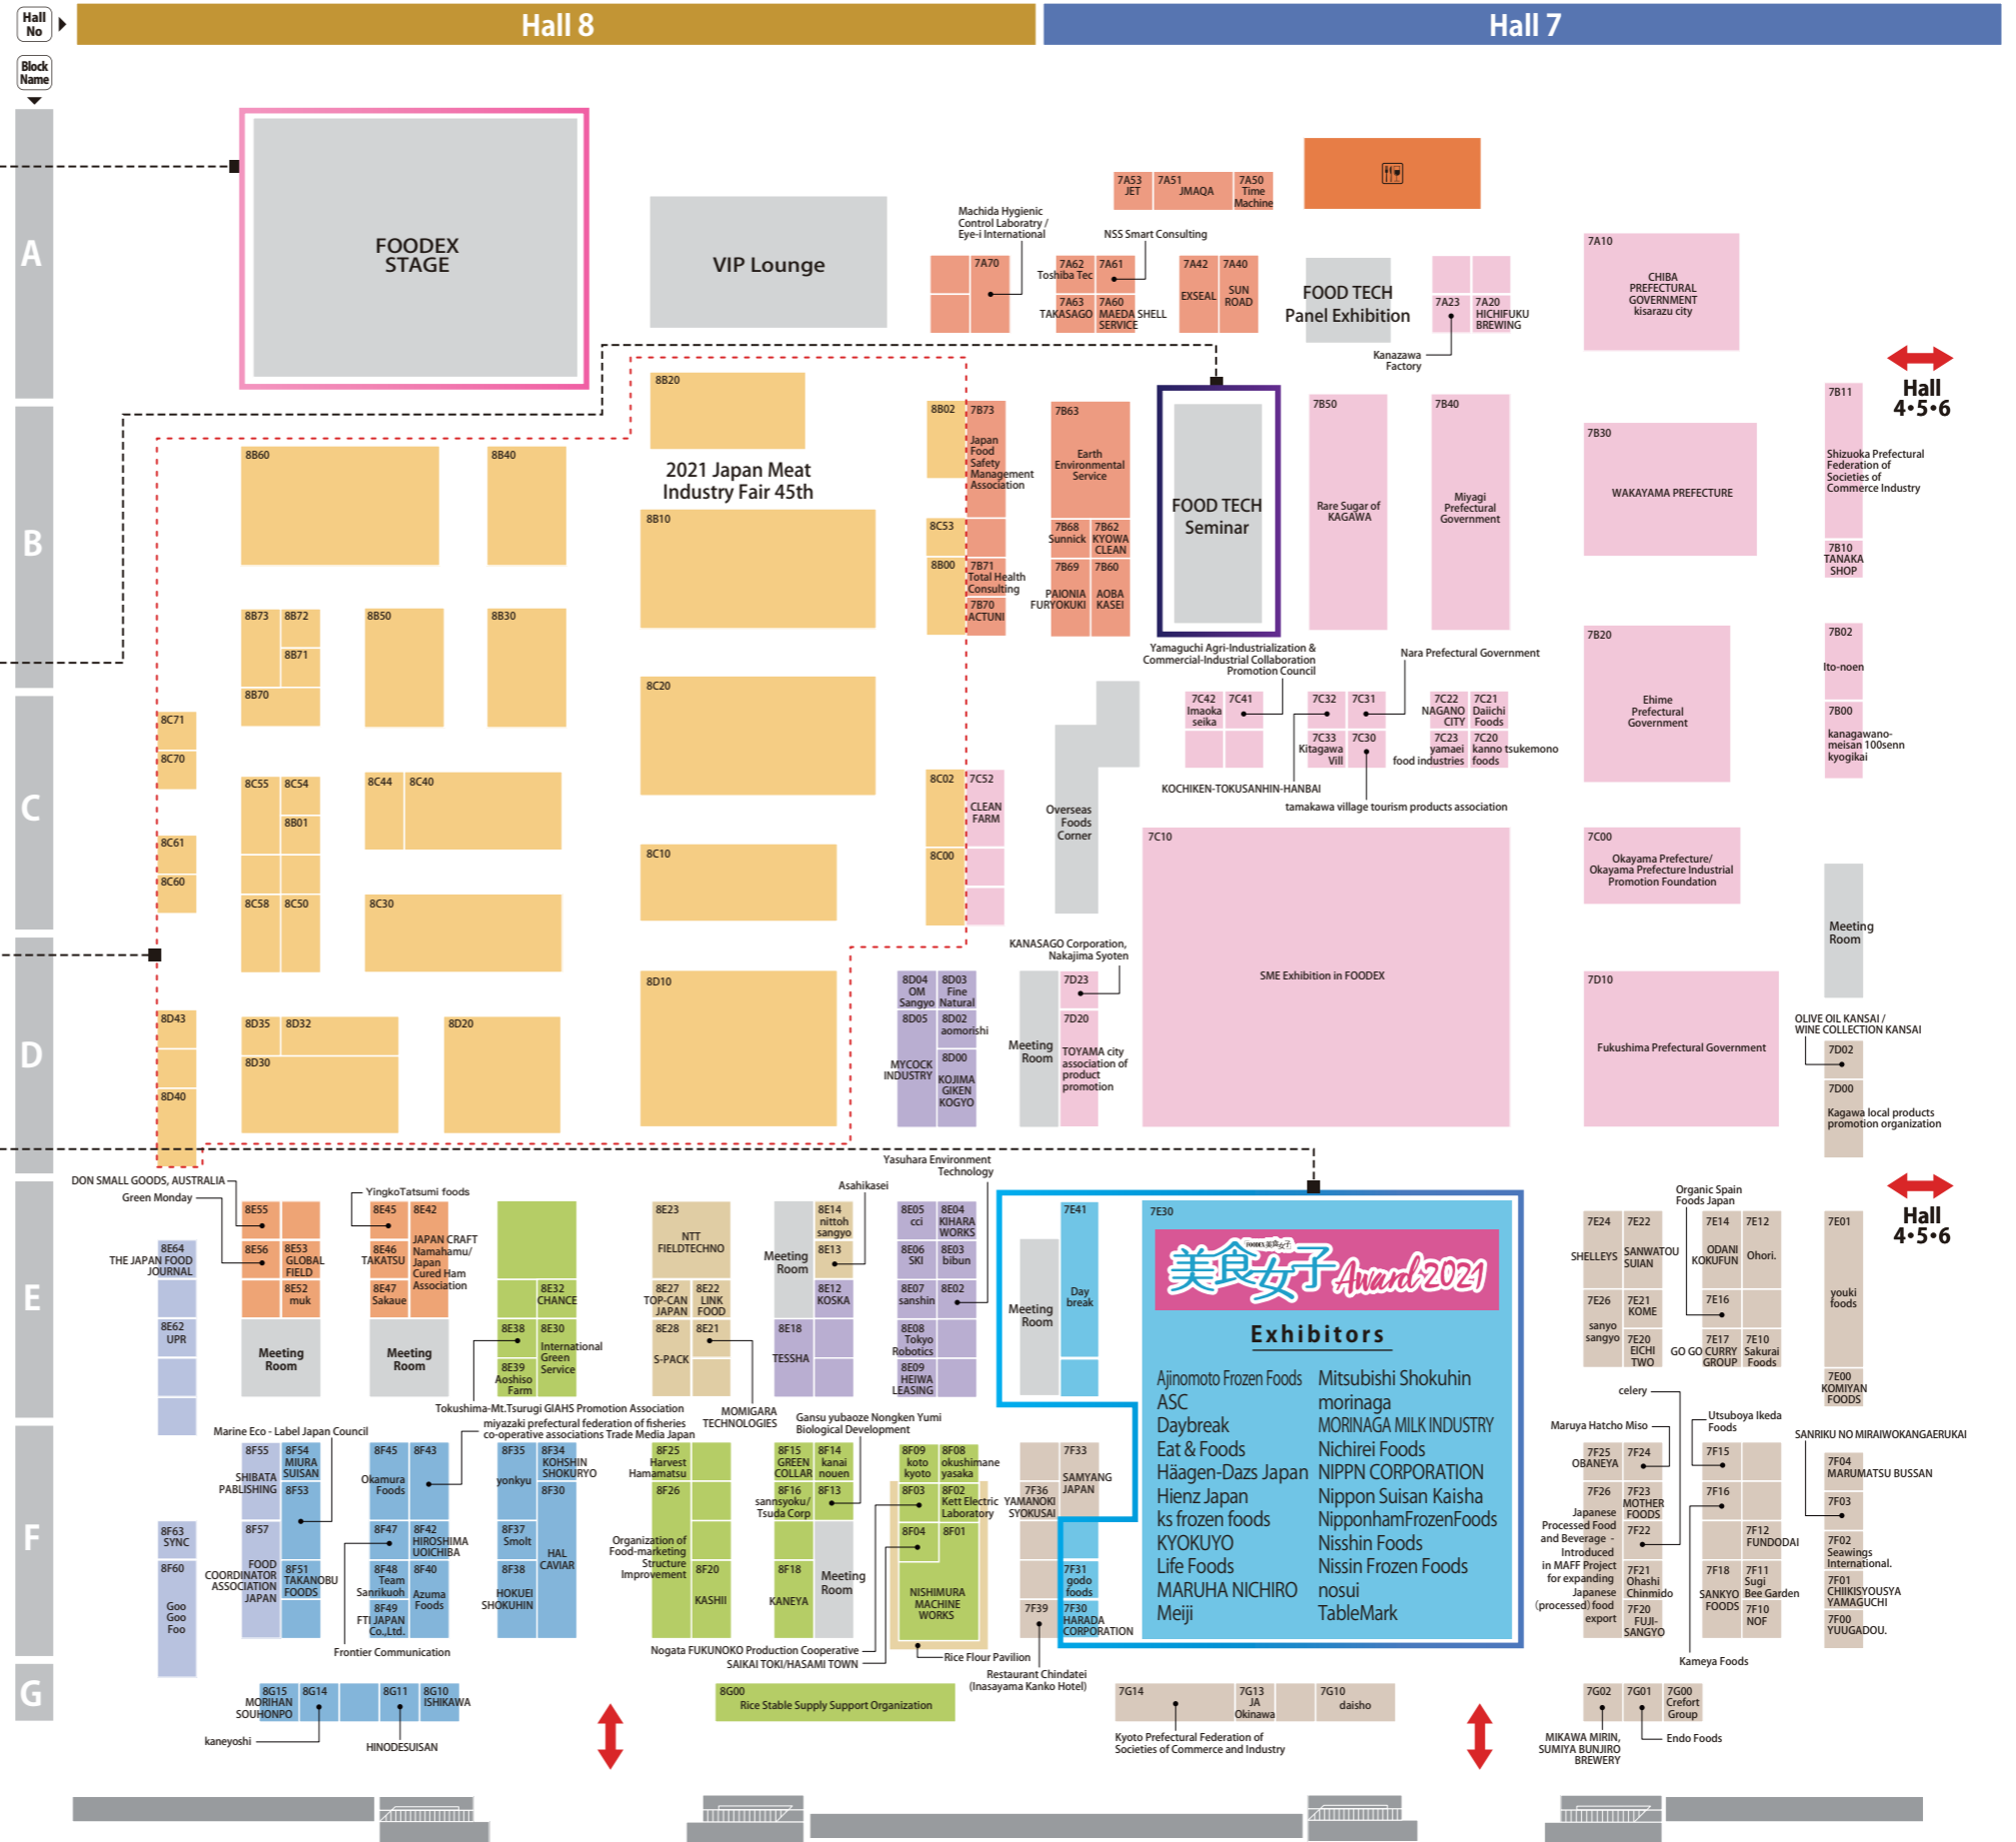 Hall
No
Hall 8
Hall 7
Block
Name
A
FOODEX
STAGE
VIP Lounge
7A53
JET
7A51
JMAQA
7A50
Time
Machine
Machida Hygienic
Control Laboratry /
Eye-i International
NSS Smart Consulting
7A70
7A62
Toshiba Tec
7A61
7A63
TAKASAGO
7A60
MAEDA SHELL
SERVICE
7A42
EXSEAL
7A40
SUN
ROAD
FOOD TECH
Panel Exhibition
7A23
7A20
HICHIFUKU
BREWING
Kanazawa
Factory
7A10
CHIBA
PREFECTURAL
GOVERNMENT
kisarazu city
Hall
4•5•6
B
8B20
2021 Japan Meat
Industry Fair 45th
8B60
8B40
8B10
8B02
7B73
Japan
Food
Safety
Management
Association
8C53
8B00
7B71
Total Health
Consulting
7B70
ACTUNI
7B63
Earth
Environmental
Service
7B68
Sunnick
7B62
KYOWA
CLEAN
7B69
PAIONIA
FURYOKUKI
7B60
AOBA
KASEI
FOOD TECH
Seminar
7B50
Rare Sugar of
KAGAWA
7B40
Miyagi
Prefectural
Government
7B30
WAKAYAMA PREFECTURE
7B11
Shizuoka Prefectural
Federation of
Societies of
Commerce Industry
7B10
TANAKA
SHOP
8B73
8B72
8B71
8B70
8B50
8B30
7B20
Ehime
Prefectural
Government
7B02
Ito-noen
7B00
kanagawano-
meisan 100senn
kyogikai
C
Yamaguchi Agri-Industrialization &
Commercial-Industrial Collaboration
Promotion Council
Nara Prefectural Government
8C71
8C70
8C20
7C42
Imaoka
seika
7C41
7C32
7C31
7C33
Kitagawa
Vill
7C30
7C22
NAGANO
CITY
7C21
Daiichi
Foods
7C23
yamaei
food industries
7C20
kanno tsukemono
foods
KOCHIKEN-TOKUSANHIN-HANBAI
tamakawa village tourism products association
8C55
8C54
8B01
8C44
8C40
8C02
7C52
CLEAN
FARM
Overseas
Foods
Corner
8C61
8C60
8C58
8C50
8C30
8C10
8C00
7C10
SME Exhibition in FOODEX
7C00
Okayama Prefecture/
Okayama Prefecture Industrial
Promotion Foundation
Meeting
Room
D
KANASAGO Corporation,
Nakajima Syoten
8D43
8D40
8D35
8D32
8D30
8D20
8D10
8D04
OM
Sangyo
8D03
Fine
Natural
8D05
MYCOCK
INDUSTRY
8D02
aomorishi
8D00
KOJIMA
GIKEN
KOGYO
Meeting
Room
7D23
7D20
TOYAMA city
association of
product
promotion
7D10
Fukushima Prefectural Government
OLIVE OIL KANSAI /
WINE COLLECTION KANSAI
7D02
7D00
Kagawa local products
promotion organization
E
DON SMALL GOODS, AUSTRALIA
Green Monday
YingkoTatsumi foods
Asahikasei
Yasuhara Environment
Technology
8E64
THE JAPAN FOOD
JOURNAL
8E62
UPR
8E55
8E56
8E53
GLOBAL
FIELD
8E52
muk
Meeting
Room
8E45
8E46
TAKATSU
8E47
Sakaue
8E42
JAPAN CRAFT
Namahamu/
Japan
Cured Ham
Association
Meeting
Room
8E32
CHANCE
8E38
8E30
International
Green
Service
8E39
Aoshiso
Farm
8E23
NTT
FIELDTECHNO
8E27
TOP-CAN
JAPAN
8E22
LINK
FOOD
8E28
S-PACK
8E21
Meeting
Room
8E14
nittoh
sangyo
8E13
8E12
KOSKA
8E18
TESSHA
8E05
cci
8E04
KIHARA
WORKS
8E06
SKI
8E03
bibun
8E07
sanshin
8E02
8E08
Tokyo
Robotics
8E09
HEIWA
LEASING
Meeting
Room
7E41
Day
break
7E30
FOODEX 美食女子
美食女子 Award 2021
Exhibitors
Ajinomoto Frozen Foods
ASC
Daybreak
Eat & Foods
Häagen-Dazs Japan
Hienz Japan
ks frozen foods
KYOKUYO
Life Foods
MARUHA NICHIRO
Meiji
Mitsubishi Shokuhin
morinaga
MORINAGA MILK INDUSTRY
Nichirei Foods
NIPPN CORPORATION
Nippon Suisan Kaisha
NipponhamFrozenFoods
Nisshin Foods
Nissin Frozen Foods
nosui
TableMark
Organic Spain
Foods Japan
7E24
SHELLEYS
7E22
SANWATOU
SUIAN
7E26
sanyo
sangyo
7E21
KOME
7E20
EICHI
TWO
7E14
ODANI
KOKUFUN
7E12
Ohori.
7E16
7E17
GO GO CURRY
GROUP
7E10
Sakurai
Foods
7E01
youki
foods
7E00
KOMIYAN
FOODS
Hall
4•5•6
F
Tokushima-Mt.Tsurugi GIAHS Promotion Association
miyazaki prefectural federation of fisheries
co-operative associations Trade Media Japan
MOMIGARA
TECHNOLOGIES
Gansu yubaoze Nongken Yumi
Biological Development
Marine Eco - Label Japan Council
8F63
SYNC
8F60
Goo
Goo
Foo
8F55
SHIBATA
PABLISHING
8F54
MIURA
SUISAN
8F53
8F57
FOOD
COORDINATOR
ASSOCIATION
JAPAN
8F51
TAKANOBU
FOODS
8F45
Okamura
Foods
8F43
8F47
8F42
HIROSHIMA
UOICHIBA
8F48
Team
Sanrikuoh
8F40
Azuma
Foods
8F49
FTI JAPAN
Co.,Ltd.
Frontier Communication
8F35
yonkyu
8F34
KOHSHIN
SHOKURYO
8F30
HAL
CAVIAR
8F37
Smolt
8F38
HOKUEI
SHOKUHIN
8F25
Harvest
Hamamatsu
8F26
Organization of
Food-marketing
Structure
Improvement
8F20
KASHII
8F15
GREEN
COLLAR
8F14
kanai
nouen
8F16
sannsyoku/
Tsuda Corp
8F13
8F18
KANEYA
Meeting
Room
8F09
koto
kyoto
8F08
okushimane
yasaka
8F03
8F02
Kett Electric
Laboratory
8F04
8F01
NISHIMURA
MACHINE
WORKS
Nogata FUKUNOKO Production Cooperative
SAIKAI TOKI/HASAMI TOWN
Rice Flour Pavilion
Restaurant Chindatei
(Inasayama Kanko Hotel)
7F33
SAMYANG
JAPAN
7F36
YAMANOKI
SYOKUSAI
7F31
godo
foods
7F39
7F30
HARADA
CORPORATION
celery
Maruya Hatcho Miso
Utsuboya Ikeda
Foods
SANRIKU NO MIRAIWOKANGAERUKAI
7F25
OBANEYA
7F24
7F26
Japanese
Processed Food
and Beverage -
Introduced
in MAFF Project
for expanding
Japanese
(processed) food
export
7F23
MOTHER
FOODS
7F22
7F21
Ohashi
Chinmido
7F20
FUJI-
SANGYO
7F15
7F16
7F12
FUNDODAI
7F18
SANKYO
FOODS
7F11
Sugi
Bee Garden
7F10
NOF
Kameya Foods
7F04
MARUMATSU BUSSAN
7F03
7F02
Seawings
International.
7F01
CHIIKISYOUSYA
YAMAGUCHI
7F00
YUUGADOU.
G
8G15
MORIHAN
SOUHONPO
8G14
8G11
8G10
ISHIKAWA
kaneyoshi
HINODESUISAN
8G00
Rice Stable Supply Support Organization
7G14
7G13
JA
Okinawa
7G10
daisho
Kyoto Prefectural Federation of
Societies of Commerce and Industry
7G02
7G01
7G00
Crefort
Group
MIKAWA MIRIN,
SUMIYA BUNJIRO
BREWERY
Endo Foods